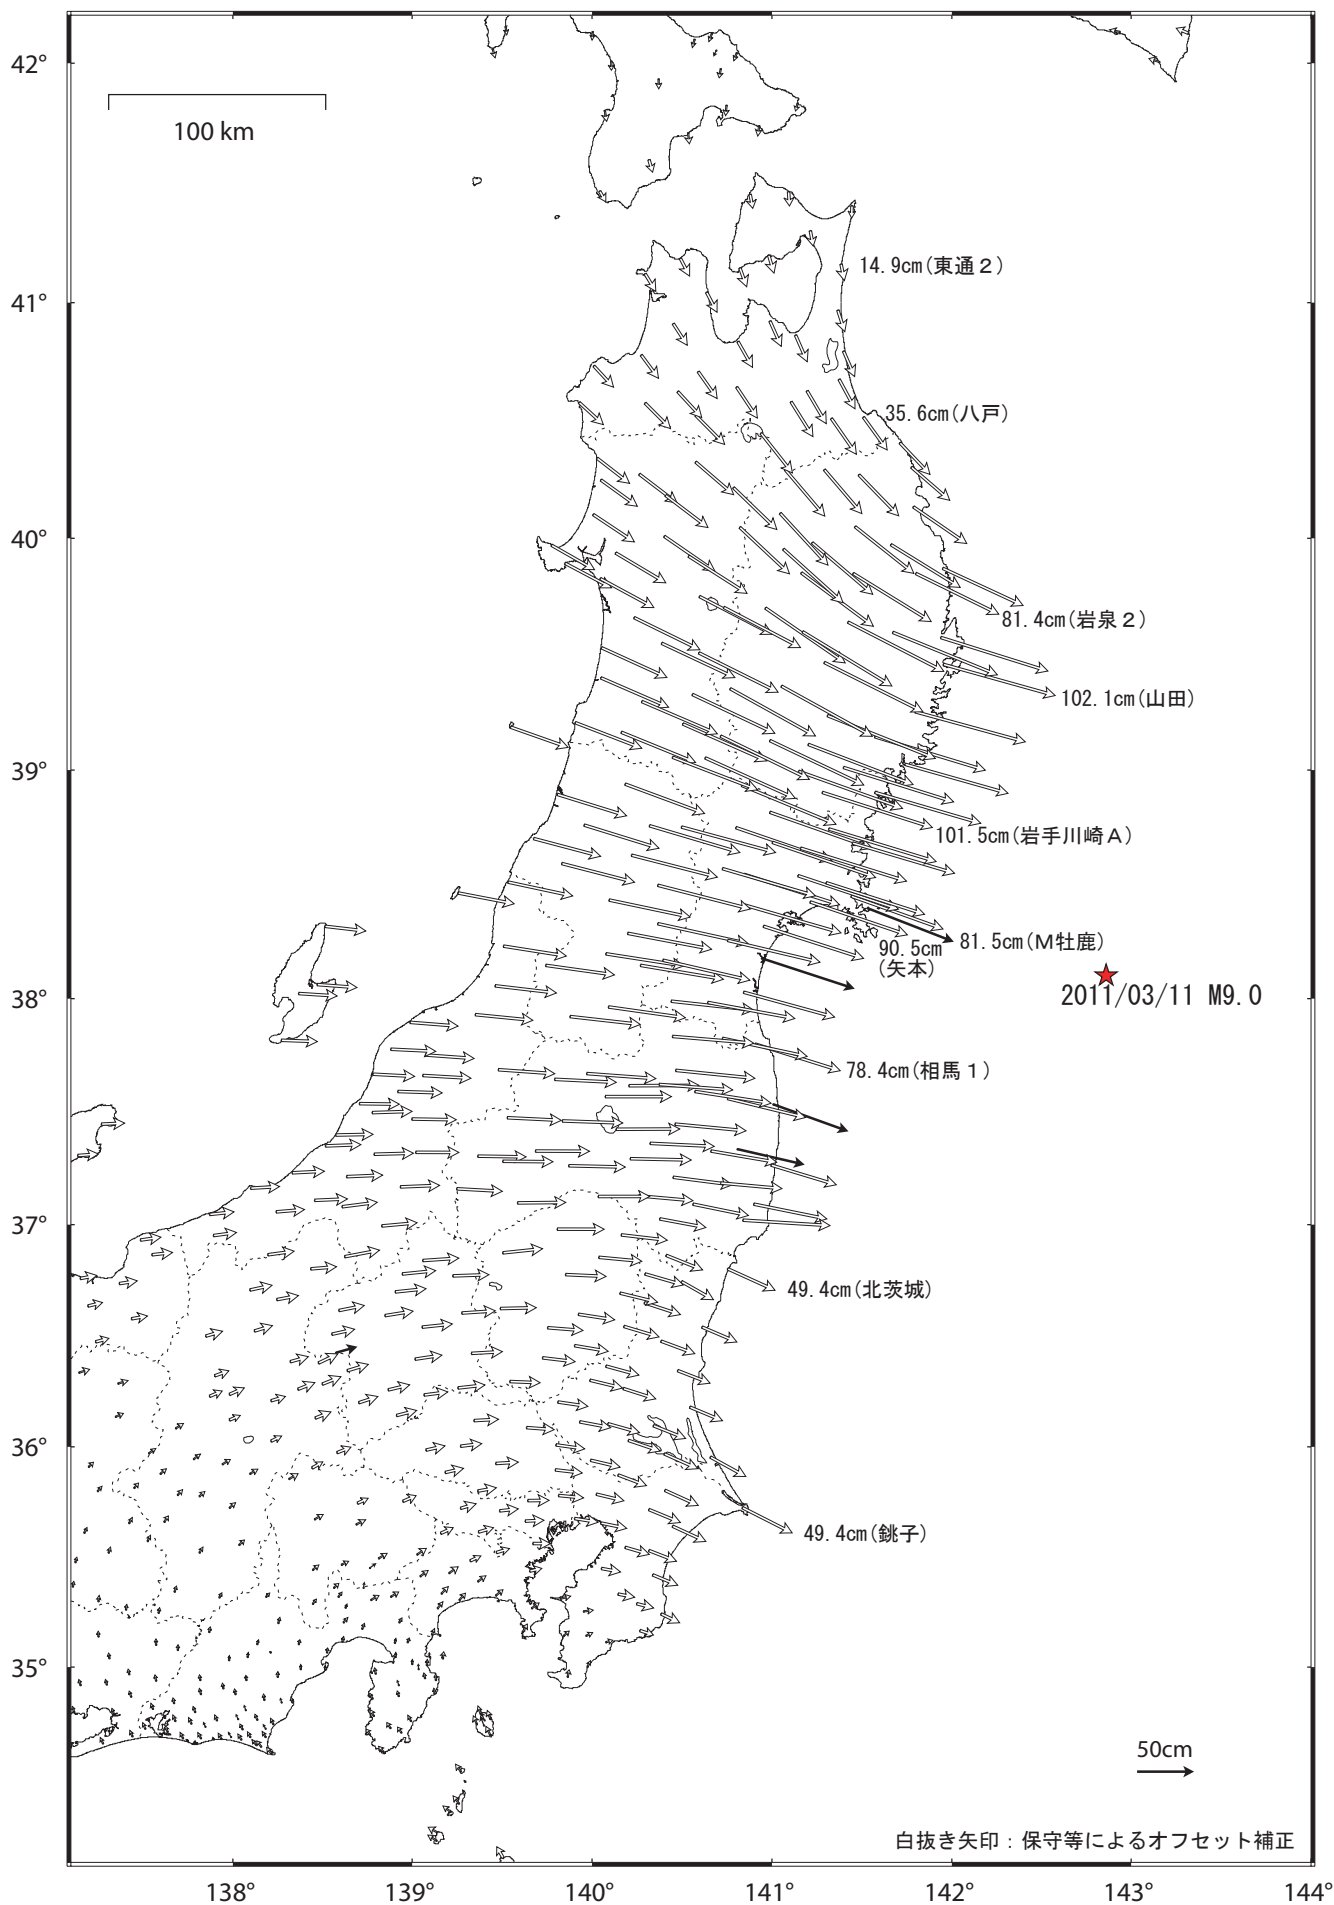 42°
100 km
14.9cm(東通２)
41°
35.6cm(八戸)
40°
81.4cm(岩泉２)
102.1cm(山田)
39°
101.5cm(岩手川崎Ａ)
81.5cm(Ｍ牡鹿)
90.5cm
(矢本)
38°
2011/03/11 M9.0
78.4cm(相馬１)
37°
49.4cm(北茨城)
36°
49.4cm(銚子)
35°
50cm
白抜き矢印：保守等によるオフセット補正
138° 139° 140° 141° 142° 143° 144°